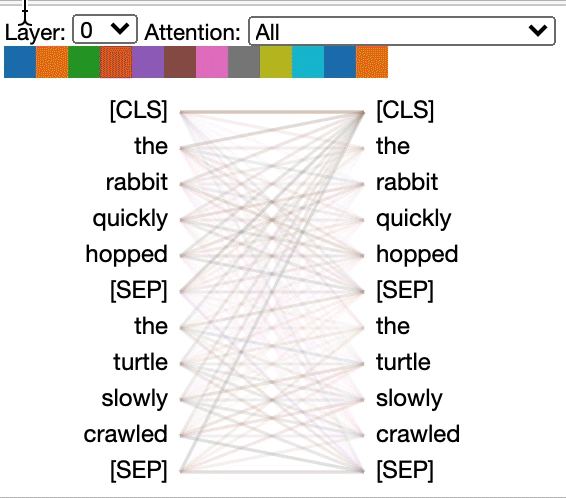 Layer: 0 Attention: All
[CLS] [CLS]
the the
rabbit rabbit
quickly quickly
hopped hopped
[SEP] [SEP]
the the
turtle turtle
slowly slowly
crawled crawled
[SEP] [SEP]